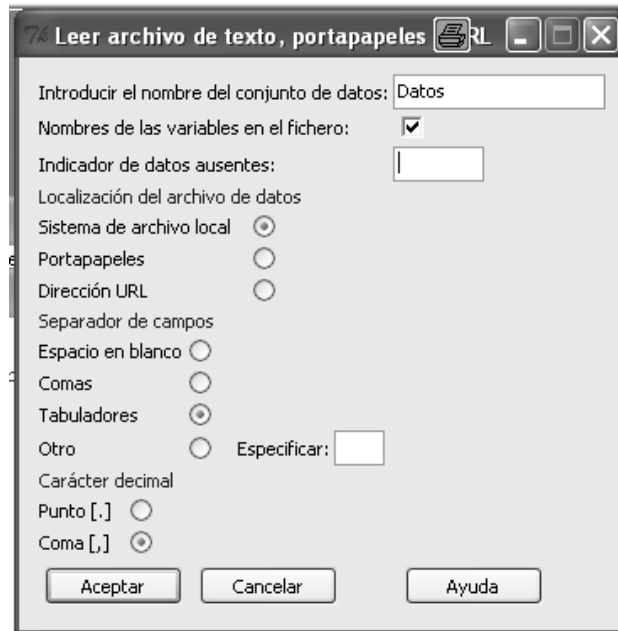 Leer archivo de texto, portapapeles RL
Introducir el nombre del conjunto de datos: Datos
Nombres de las variables en el fichero:
Indicador de datos ausentes:
Localización del archivo de datos
Sistema de archivo local
Portapapeles
Dirección URL
Separador de campos
Espacio en blanco
Comas
Tabuladores
Otro Especificar:
Carácter decimal
Punto [.]
Coma [,]
Aceptar Cancelar Ayuda